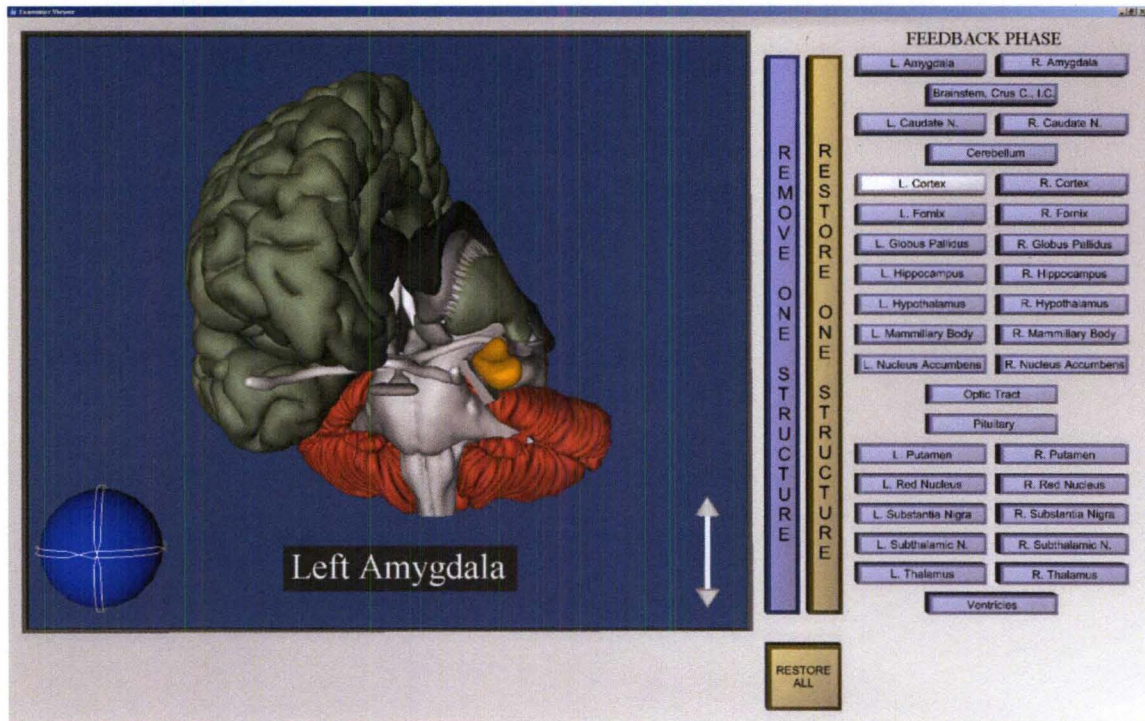 Examiner Viewer
FEEDBACK PHASE
L. Amygdala
R. Amygdala
Brainstem, Crus C., I.C.
L. Caudate N.
R. Caudate N.
Cerebellum
L. Cortex
R. Cortex
L. Fornix
R. Fornix
L. Globus Pallidus
R. Globus Pallidus
L. Hippocampus
R. Hippocampus
L. Hypothalamus
R. Hypothalamus
L. Mammillary Body
R. Mammillary Body
L. Nucleus Accumbens
R. Nucleus Accumbens
Optic Tract
Pituitary
L. Putamen
R. Putamen
L. Red Nucleus
R. Red Nucleus
L. Substantia Nigra
R. Substantia Nigra
L. Subthalamic N.
R. Subthalamic N.
L. Thalamus
R. Thalamus
Ventricles
REMOVE ONE STRUCTURE
RESTORE ONE STRUCTURE
RESTORE
ALL
Left Amygdala